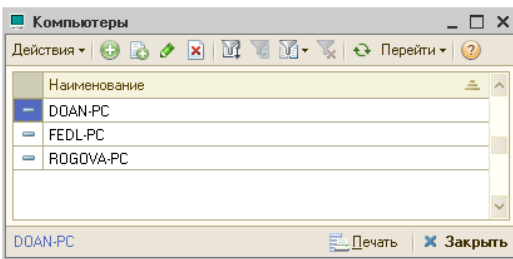 Компьютеры
Действия Перейти
Наименование
DOAN-PC
FEDL-PC
ROGOVA-PC
DOAN-PC Печать Закрыть